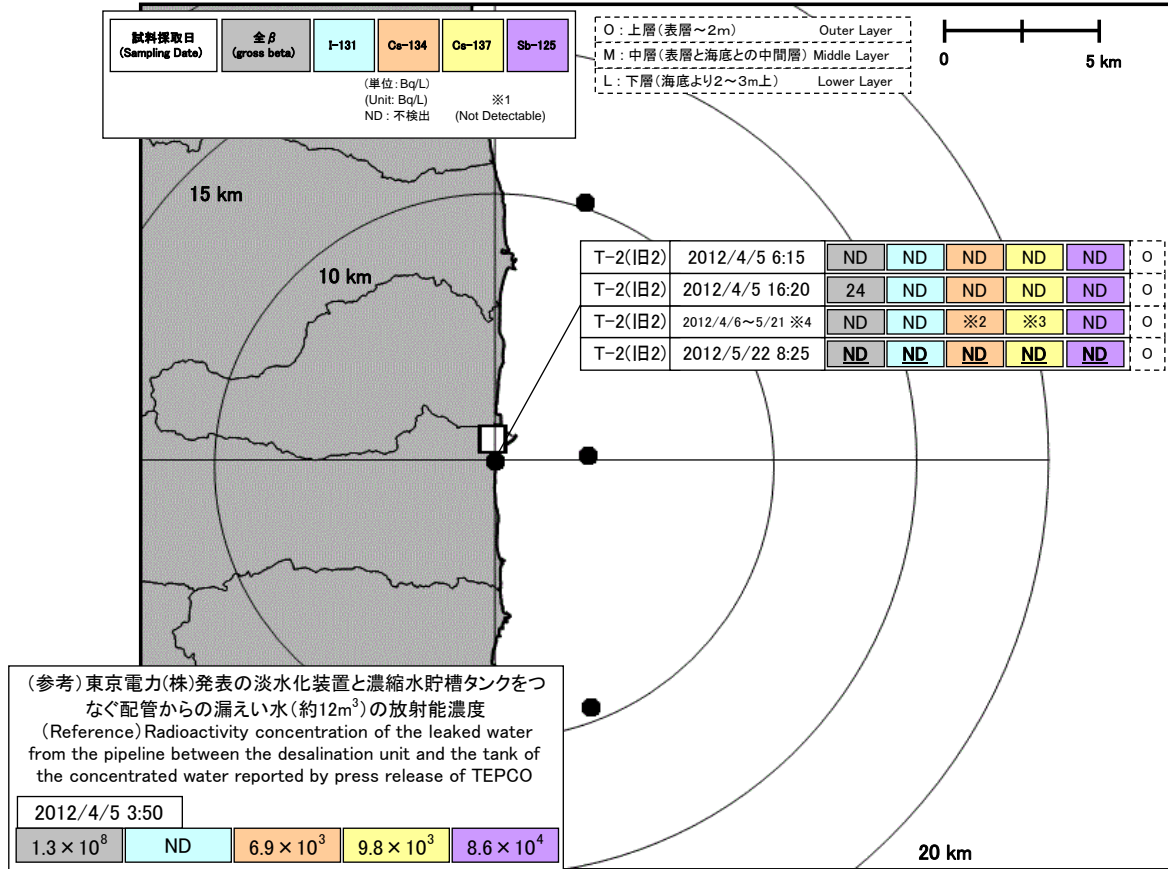 試料採取日
(Sampling Date)
全β
(gross beta)
I-131
Cs-134
Cs-137
Sb-125
(単位:Bq/L)
(Unit: Bq/L)
ND : 不検出
※1
(Not Detectable)
O : 上層(表層～2m) Outer Layer
M : 中層(表層と海底との中間層) Middle Layer
L : 下層(海底より2～3m上) Lower Layer
0 5 km
15 km
10 km
T-2(旧2) 2012/4/5 6:15 ND ND ND ND ND O
T-2(旧2) 2012/4/5 16:20 24 ND ND ND ND O
T-2(旧2) 2012/4/6～5/21 ※4 ND ND ※2 ※3 ND O
T-2(旧2) 2012/5/22 8:25 ND ND ND ND ND O
(参考)東京電力(株)発表の淡水化装置と濃縮水貯槽タンクをつ
なぐ配管からの漏えい水(約12m³)の放射能濃度
(Reference)Radioactivity concentration of the leaked water
from the pipeline between the desalination unit and the tank of
the concentrated water reported by press release of TEPCO
2012/4/5 3:50
1.3×10⁸ ND 6.9×10³ 9.8×10³ 8.6×10⁴
20 km